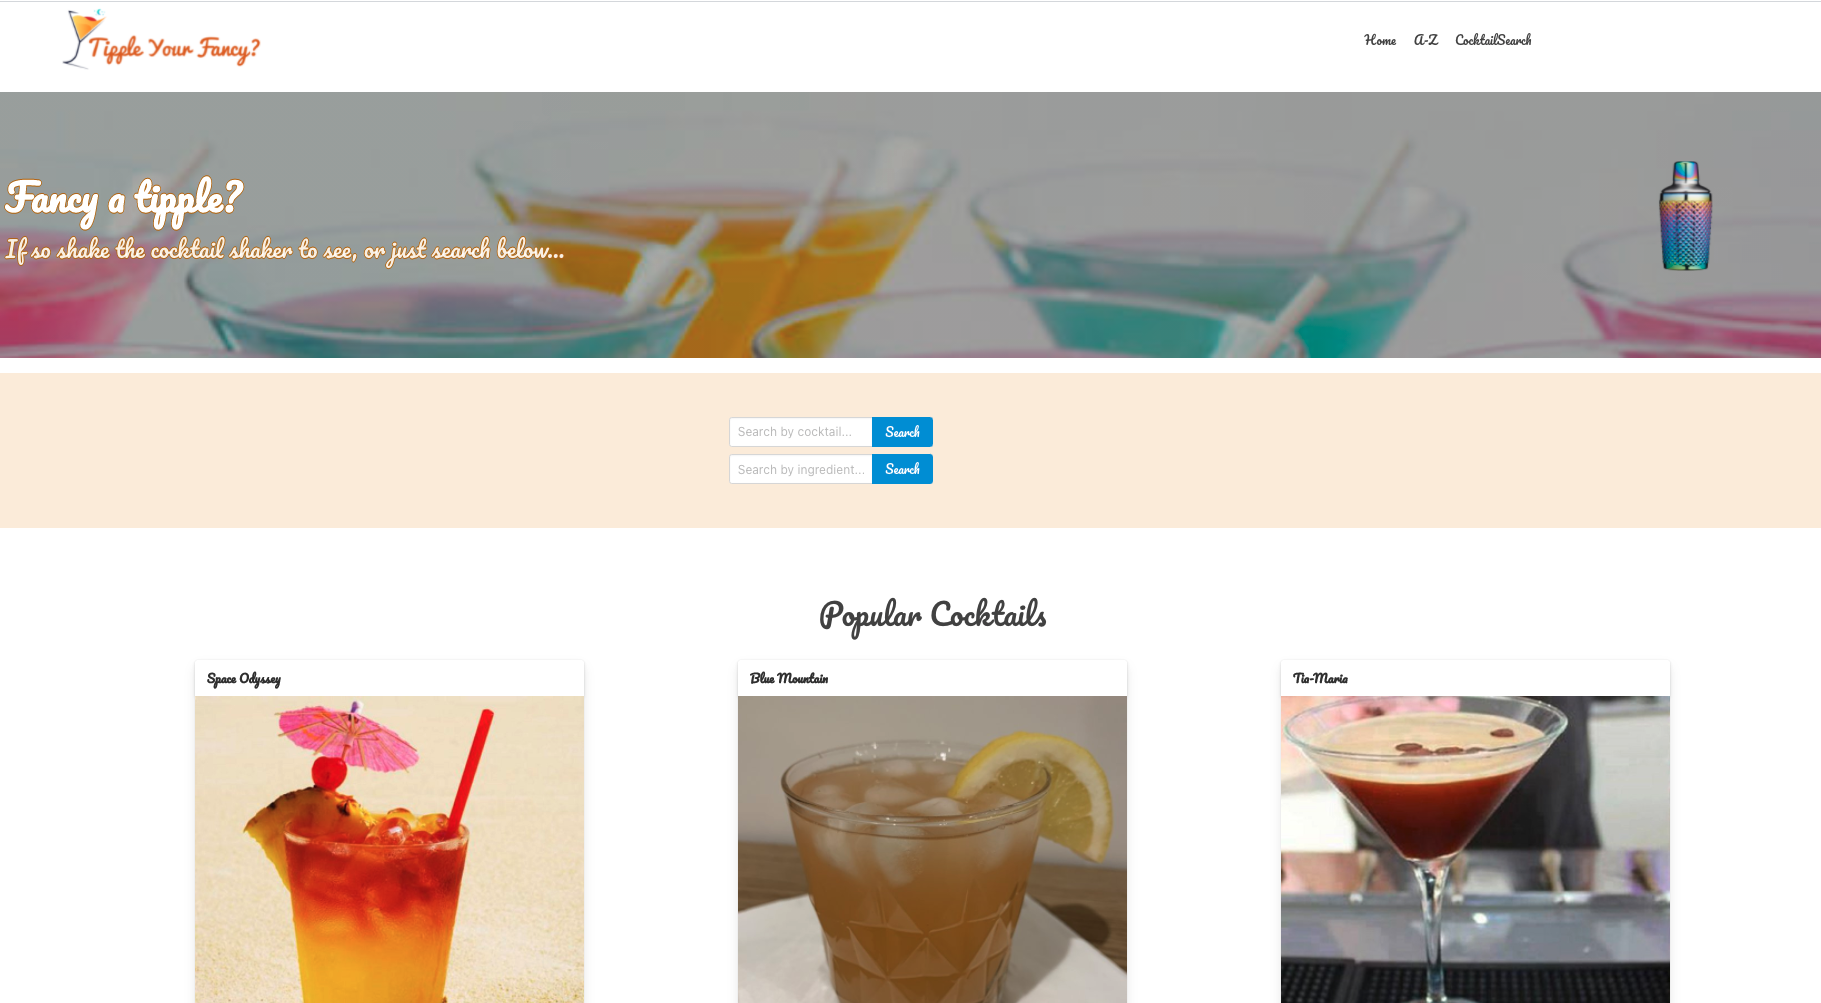 Tipple Your Fancy?
Home A-Z CocktailSearch
Fancy a tipple?
If so shake the cocktail shaker to see, or just search below...
Search by cocktail... Search
Search by ingredient... Search
Popular Cocktails
Space Odyssey
Blue Mountain
Tia-Maria